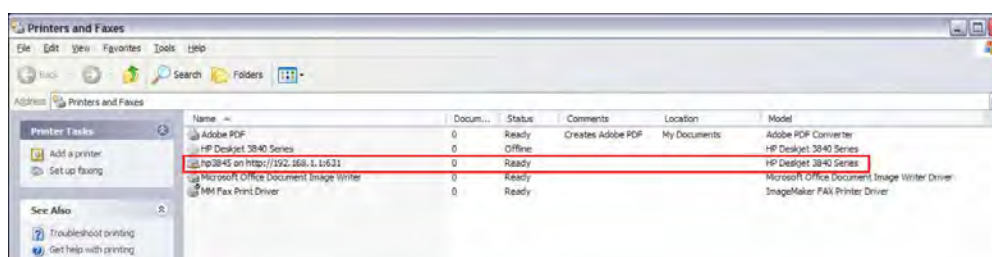 Printers and Faxes
File Edit View Favorites Tools Help
Back Search Folders
Address Printers and Faxes
Printer Tasks
Add a printer
Set up faxing
See Also
Troubleshoot printing
Get help with printing
Name Docum... Status Comments Location Model
Adobe PDF 0 Ready Creates Adobe PDF My Documents Adobe PDF Converter
HP Deskjet 3840 Series 0 Offline HP Deskjet 3840 Series
hp3845 on http://192.168.1.1:631 0 Ready HP Deskjet 3840 Series
Microsoft Office Document Image Writer 0 Ready Microsoft Office Document Image Writer Driver
MM Fax Print Driver 0 Ready ImageMaker FAX Printer Driver